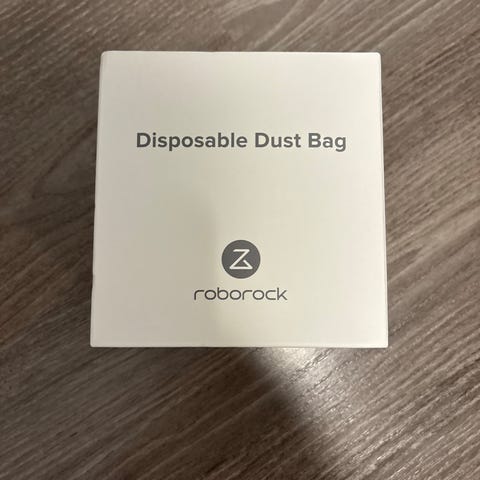 Disposable Dust Bag
roborock